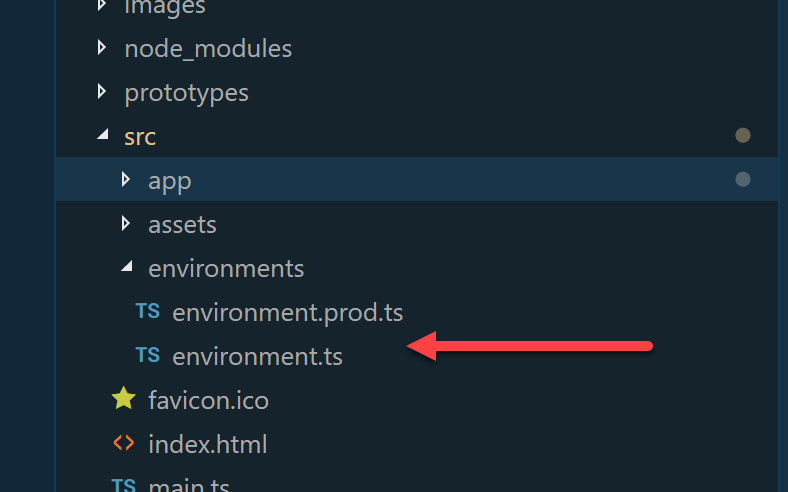 images
node_modules
prototypes
src
app
assets
environments
TS environment.prod.ts
TS environment.ts
favicon.ico
index.html
TS main.ts